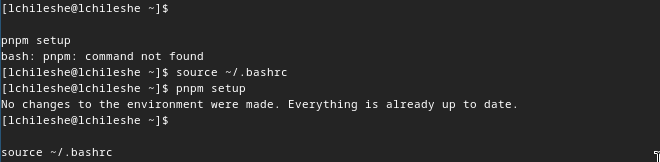 [lchileshe@lchileshe ~]$
pnpm setup
bash: pnpm: command not found
[lchileshe@lchileshe ~]$ source ~/.bashrc
[lchileshe@lchileshe ~]$ pnpm setup
No changes to the environment were made. Everything is already up to date.
[lchileshe@lchileshe ~]$
source ~/.bashrc